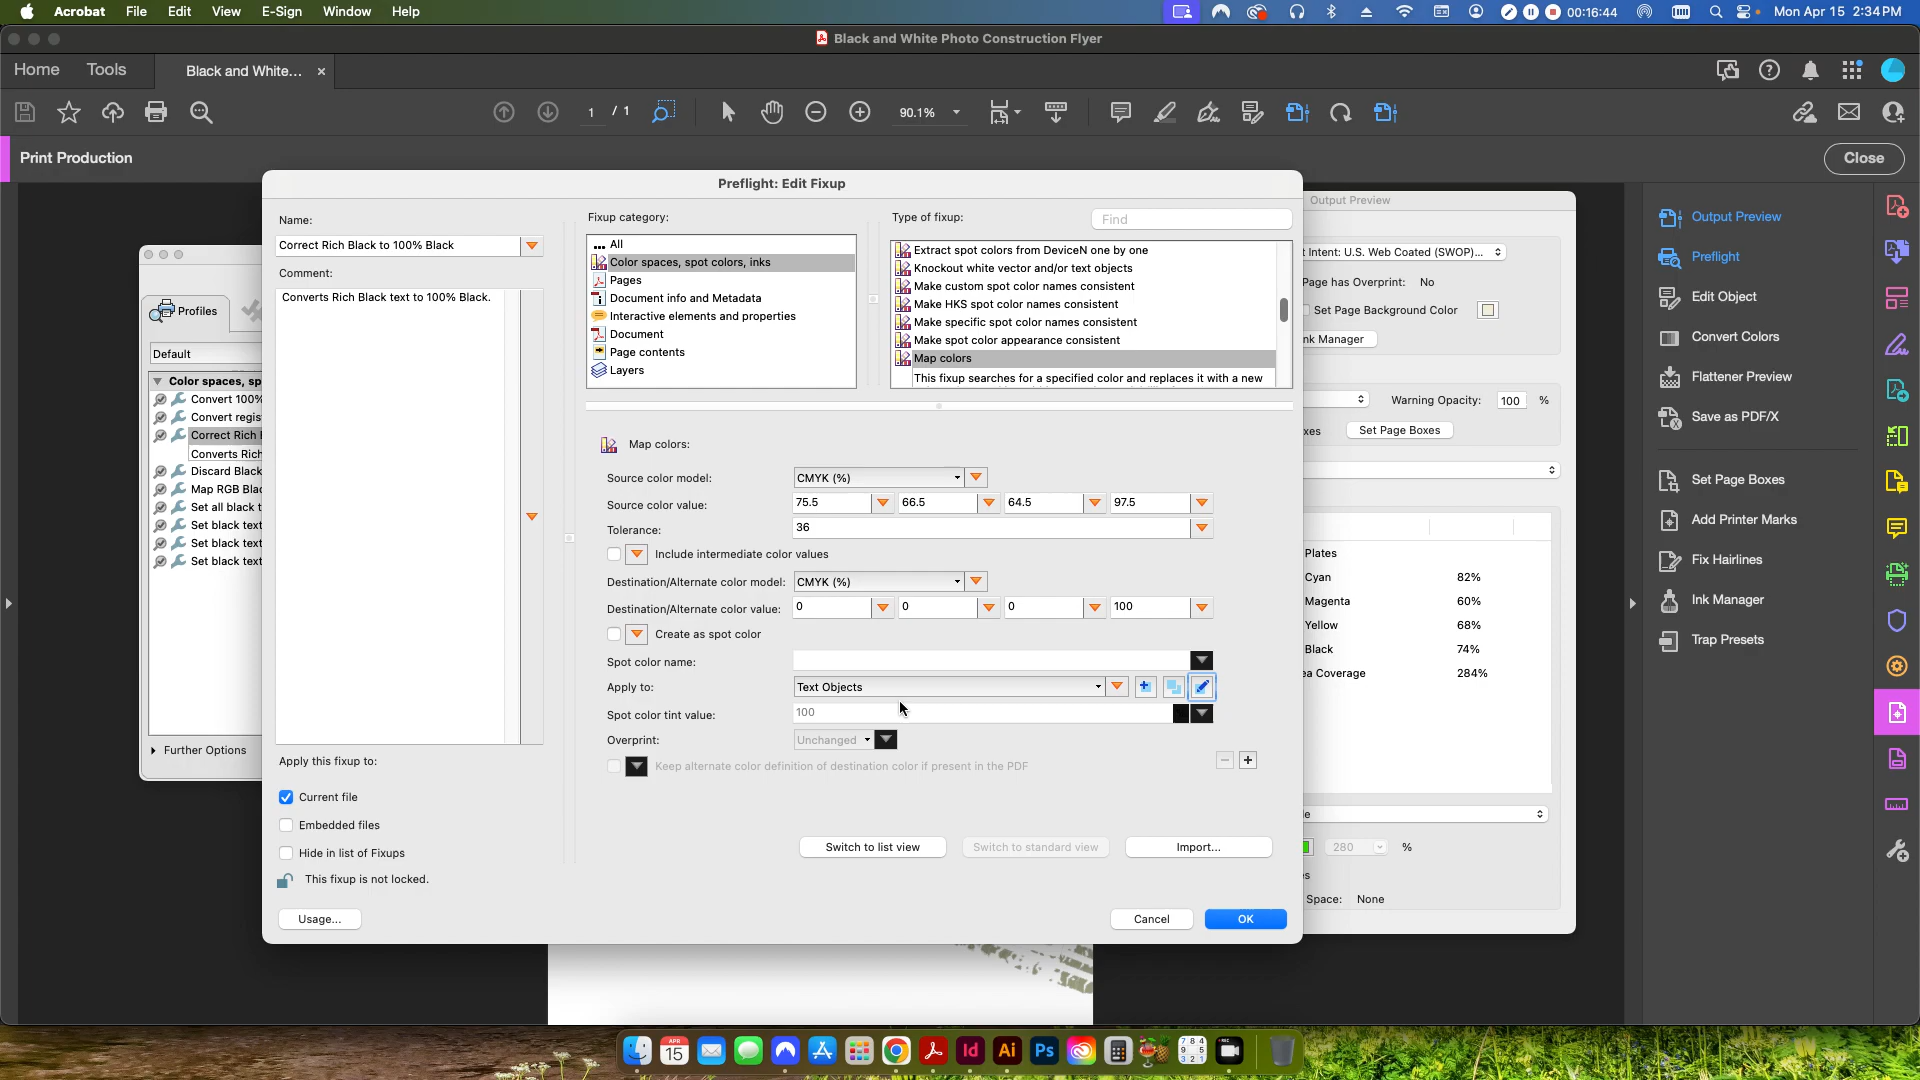 Acrobat File Edit View E-Sign Window Help 00:16:44 Mon Apr 15 2:34 PM
Black and White Photo Construction Flyer
Home Tools Black and White... ×
1 / 1 90.1%
Print Production Close
Preflight: Edit Fixup
Name:
Correct Rich Black to 100% Black
Comment:
Converts Rich Black text to 100% Black.
Apply this fixup to:
Current file
Embedded files
Hide in list of Fixups
This fixup is not locked.
Usage...
Fixup category:
All
Color spaces, spot colors, inks
Pages
Document info and Metadata
Interactive elements and properties
Document
Page contents
Layers
Type of fixup: Find
Extract spot colors from DeviceN one by one
Knockout white vector and/or text objects
Make custom spot color names consistent
Make HKS spot color names consistent
Make specific spot color names consistent
Make spot color appearance consistent
Map colors
This fixup searches for a specified color and replaces it with a new
Map colors:
Source color model: CMYK (%)
Source color value: 75.5 66.5 64.5 97.5
Tolerance: 36
Include intermediate color values
Destination/Alternate color model: CMYK (%)
Destination/Alternate color value: 0 0 0 100
Create as spot color
Spot color name:
Apply to: Text Objects
Spot color tint value: 100
Overprint: Unchanged
Keep alternate color definition of destination color if present in the PDF
Switch to list view Switch to standard view Import...
Cancel OK
Profiles
Default
Color spaces, sp
Convert 100%
Convert regis
Correct Rich
Converts Rich
Discard Black
Map RGB Blac
Set all black t
Set black text
Set black text
Set black text
Further Options
Output Preview
t Intent: U.S. Web Coated (SWOP)...
Page has Overprint: No
Set Page Background Color
nk Manager
Warning Opacity: 100 %
xes Set Page Boxes
Plates
Cyan 82%
Magenta 60%
Yellow 68%
Black 74%
ea Coverage 284%
le
280 %
s
Space: None
Output Preview
Preflight
Edit Object
Convert Colors
Flattener Preview
Save as PDF/X
Set Page Boxes
Add Printer Marks
Fix Hairlines
Ink Manager
Trap Presets
APR
15
Id Ai Ps